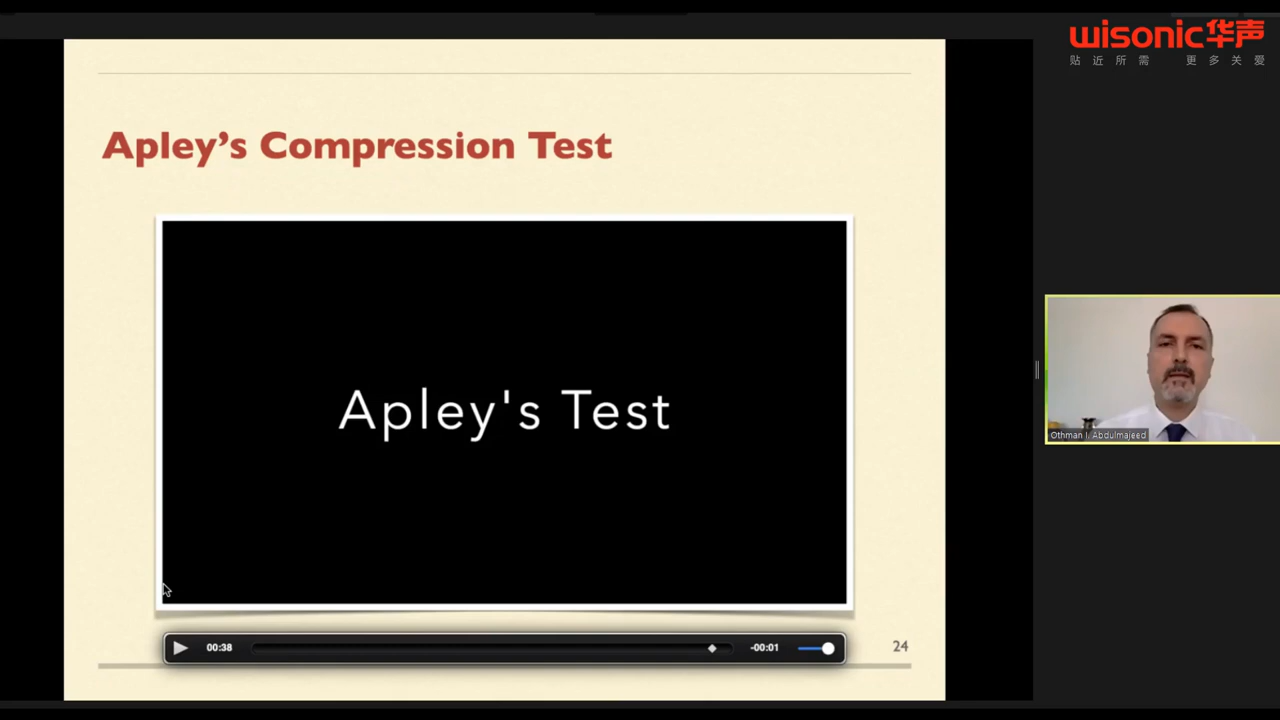 wisonic华声
贴近所需 更多关爱
Apley's Compression Test
Apley's Test
Othman I. Abdulmajeed
00:38
-00:01
24